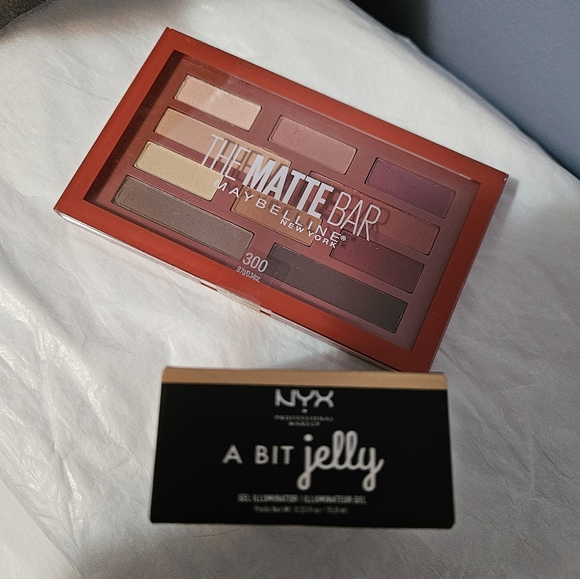 THE MATTE BAR
MAYBELLINE®
NEW YORK
300
NYX
PROFESSIONAL
MAKEUP
A BIT jelly
GEL ILLUMINATOR / ILLUMINATEUR GEL